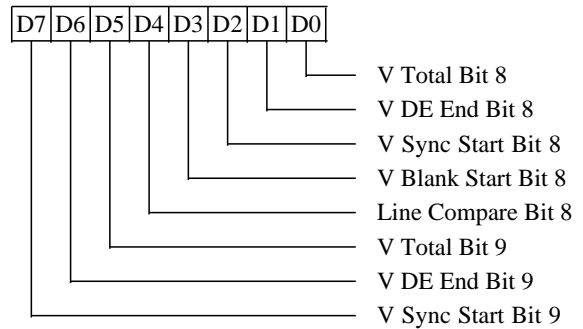 D7 D6 D5 D4 D3 D2 D1 D0
V Total Bit 8
V DE End Bit 8
V Sync Start Bit 8
V Blank Start Bit 8
Line Compare Bit 8
V Total Bit 9
V DE End Bit 9
V Sync Start Bit 9